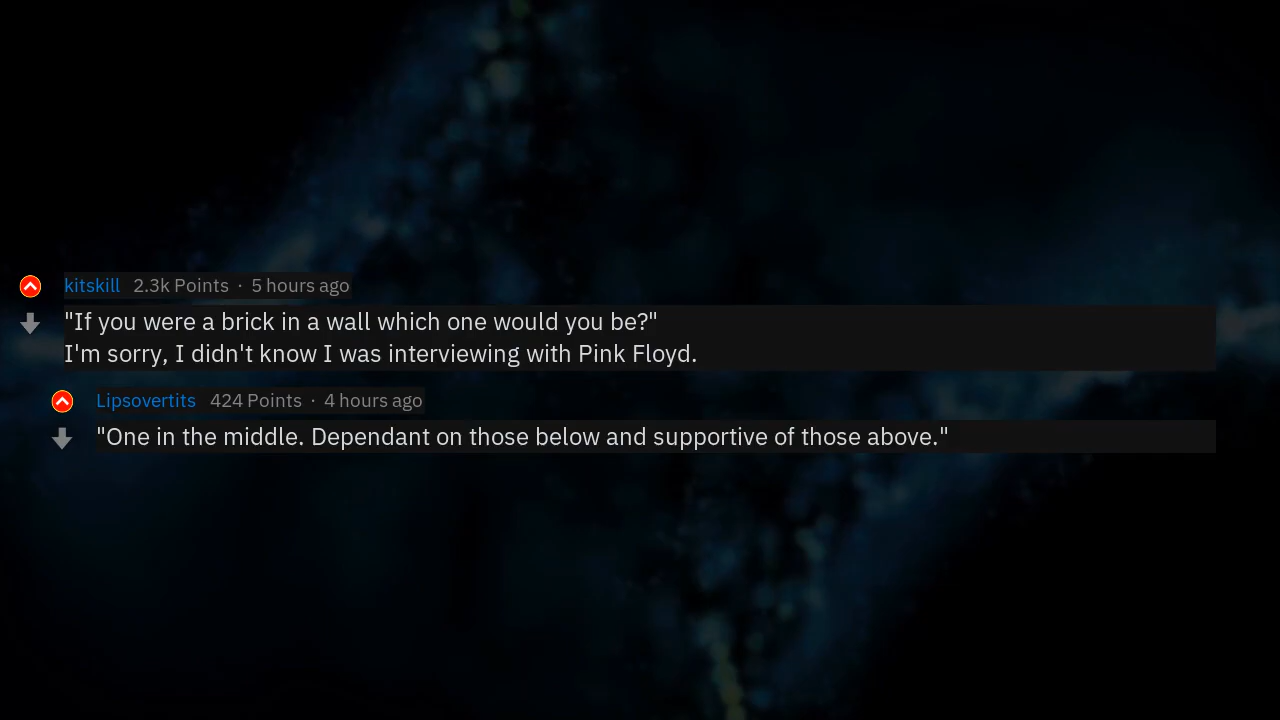 kitskill 2.3k Points · 5 hours ago
"If you were a brick in a wall which one would you be?"
I'm sorry, I didn't know I was interviewing with Pink Floyd.
Lipsovertits 424 Points · 4 hours ago
"One in the middle. Dependant on those below and supportive of those above."